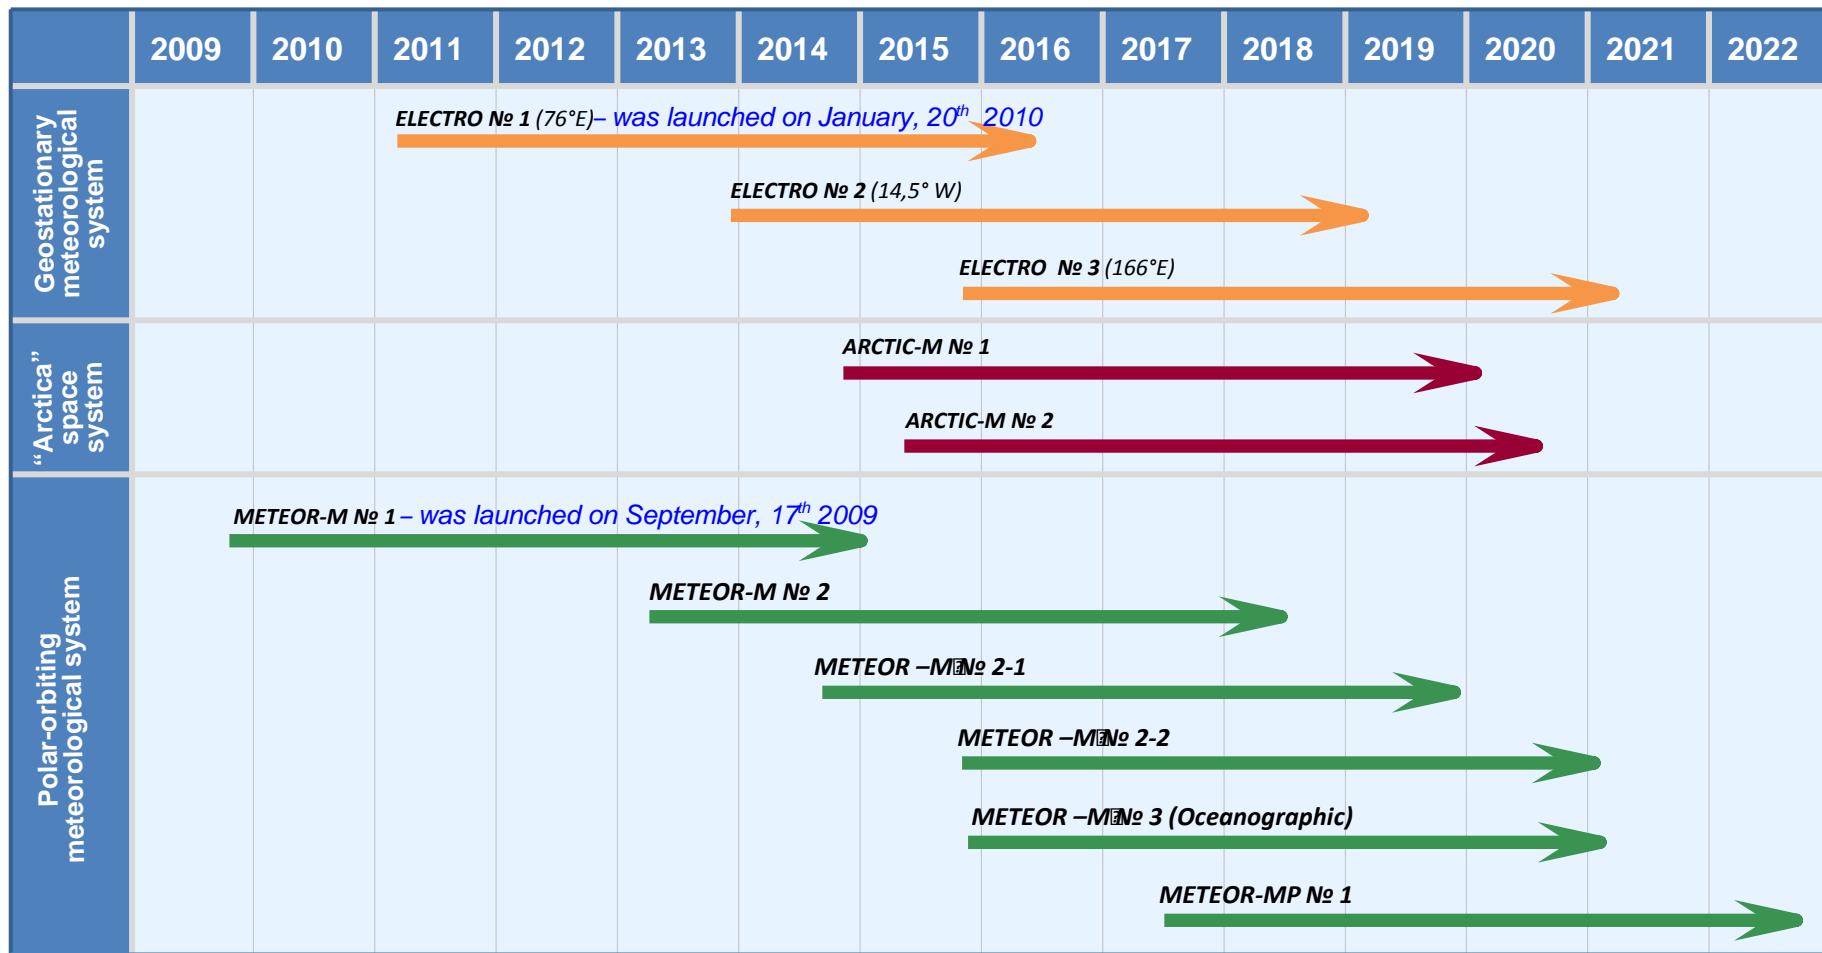 2009 2010 2011 2012 2013 2014 2015 2016 2017 2018 2019 2020 2021 2022
Geostationary
meteorological
system
ELECTRO № 1 (76°E)– was launched on January, 20th 2010
ELECTRO № 2 (14,5° W)
ELECTRO № 3 (166°E)
“Arctica”
space
system
ARCTIC-M № 1
ARCTIC-M № 2
Polar-orbiting
meteorological system
METEOR-M № 1 – was launched on September, 17th 2009
METEOR-M № 2
METEOR –M № 2-1
METEOR –M № 2-2
METEOR –M № 3 (Oceanographic)
METEOR-MP № 1